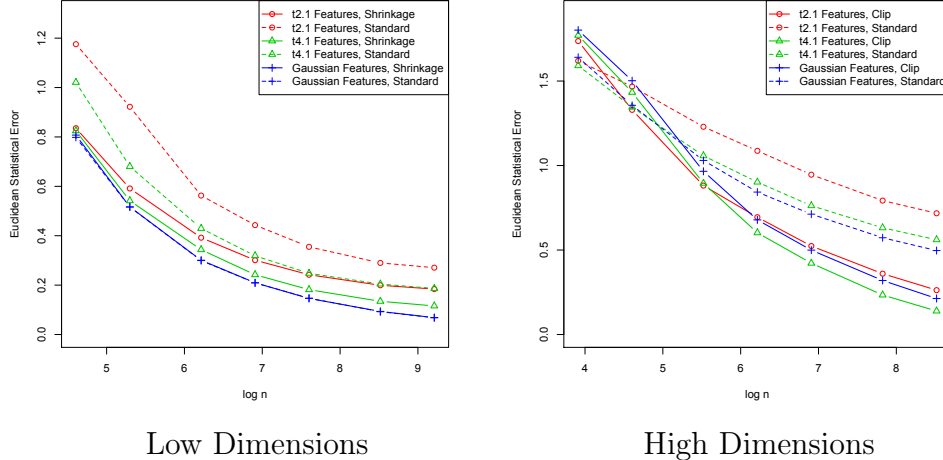 t2.1 Features, Shrinkage
t2.1 Features, Standard
t4.1 Features, Shrinkage
t4.1 Features, Standard
Gaussian Features, Shrinkage
Gaussian Features, Standard
Euclidean Statistical Error
0.0 0.2 0.4 0.6 0.8 1.0 1.2
5 6 7 8 9
log n
Low Dimensions
t2.1 Features, Clip
t2.1 Features, Standard
t4.1 Features, Clip
t4.1 Features, Standard
Gaussian Features, Clip
Gaussian Features, Standard
Euclidean Statistical Error
0.0 0.5 1.0 1.5
4 5 6 7 8
log n
High Dimensions